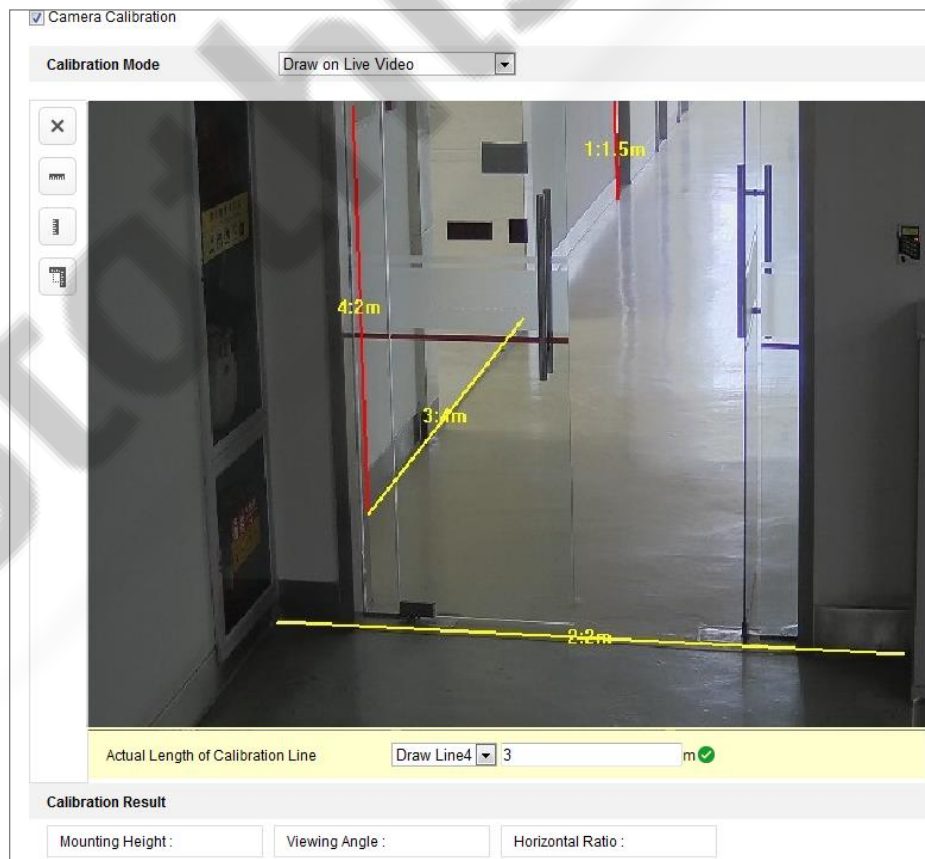 Camera Calibration
Calibration Mode Draw on Live Video
1:1.5m
4:2m
3:4m
2:2m
Actual Length of Calibration Line Draw Line4 3 m
Calibration Result
Mounting Height : Viewing Angle : Horizontal Ratio :